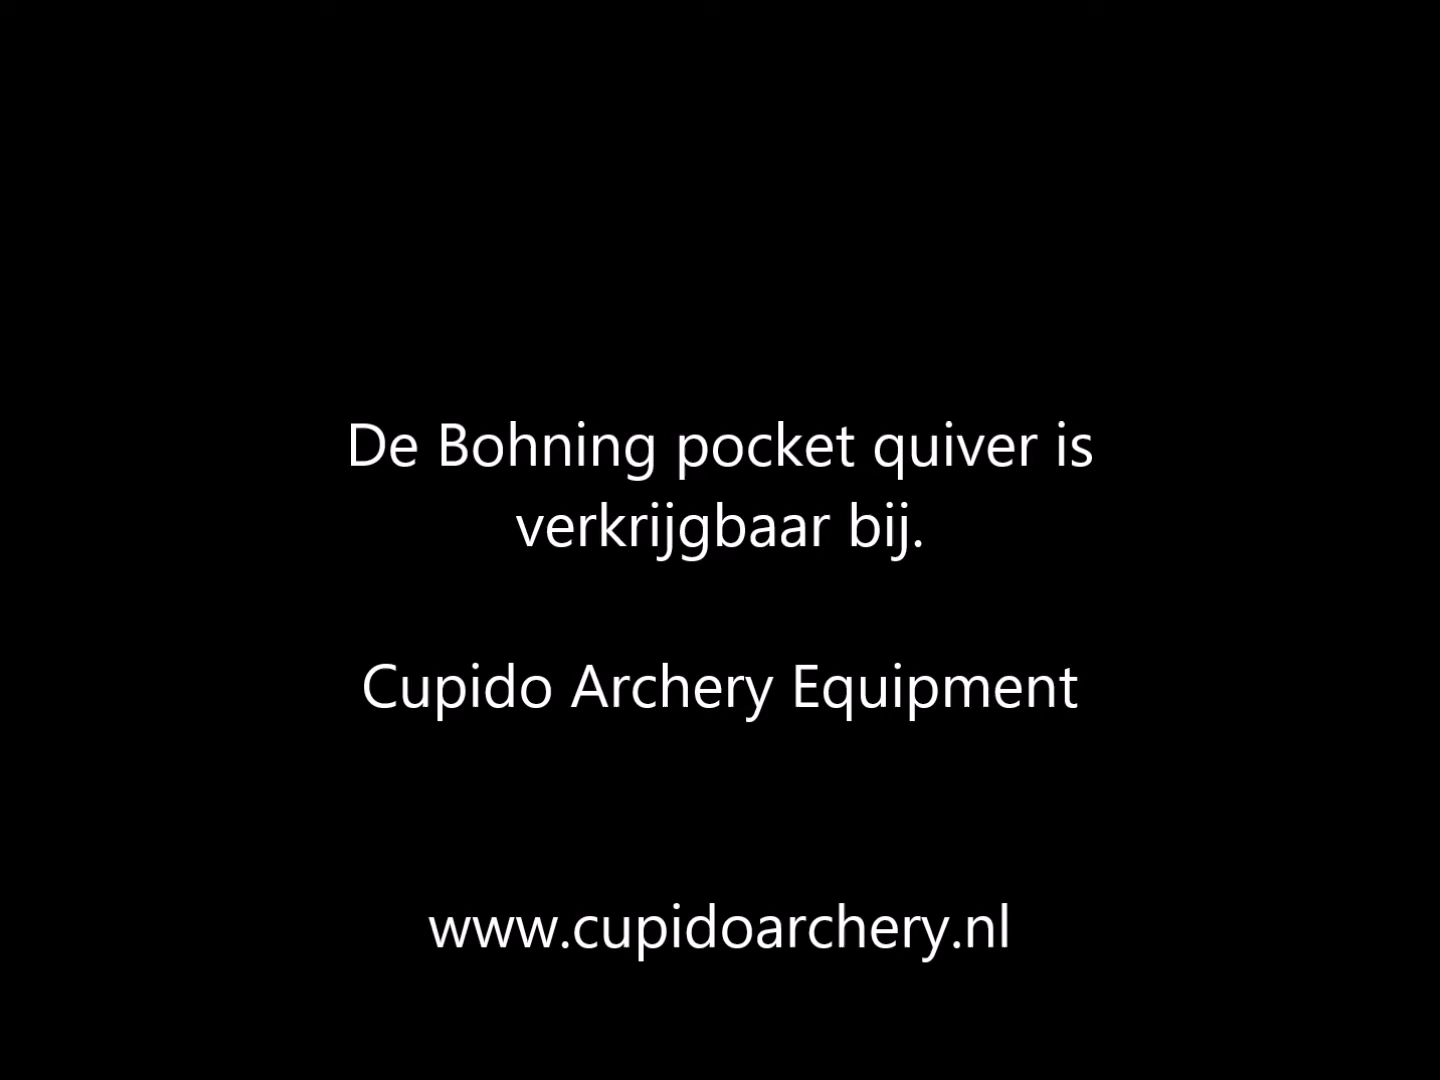 De Bohning pocket quiver is
verkrijgbaar bij.
Cupido Archery Equipment
www.cupidoarchery.nl